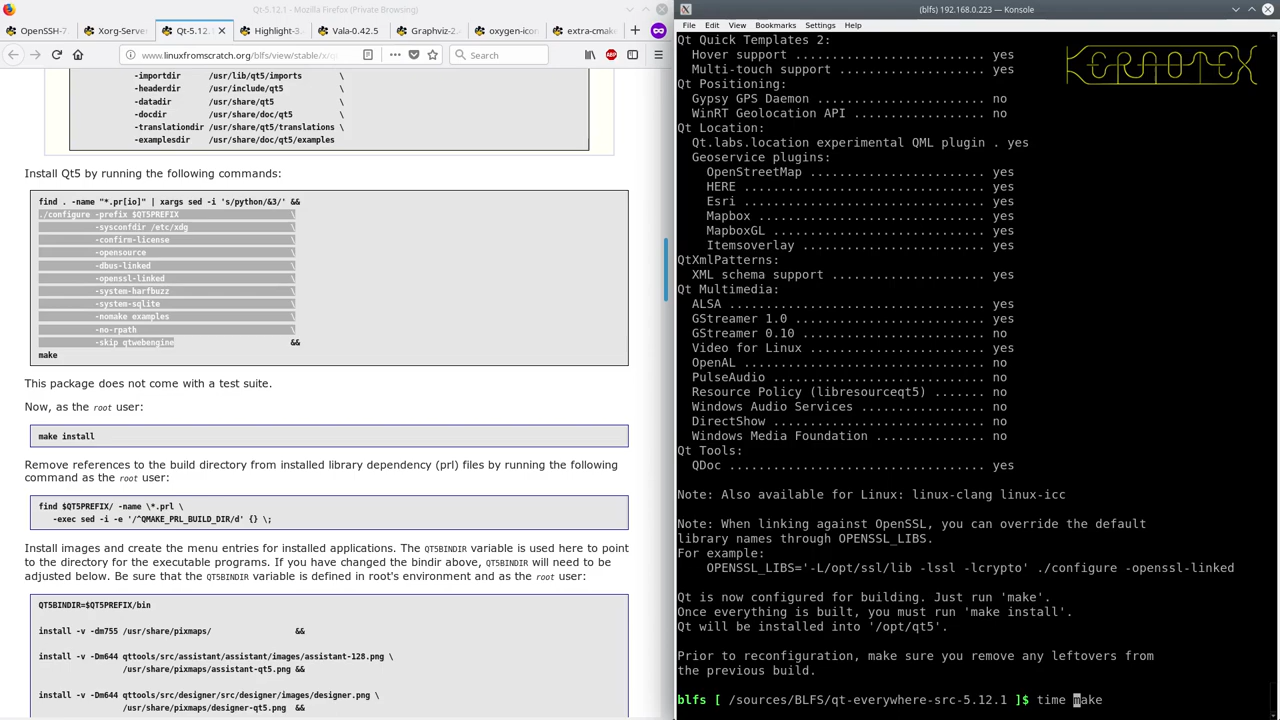 Qt-5.12.1 - Mozilla Firefox (Private Browsing)
OpenSSH-7
Xorg-Server
Qt-5.12.1
Highlight-3.
Vala-0.42.5
Graphviz-2.
oxygen-icon
extra-cmake
www.linuxfromscratch.org/blfs/view/stable/x/q
Search
-importdir /usr/lib/qt5/imports \
-headerdir /usr/include/qt5 \
-datadir /usr/share/qt5 \
-docdir /usr/share/doc/qt5 \
-translationdir /usr/share/qt5/translations \
-examplesdir /usr/share/doc/qt5/examples
Install Qt5 by running the following commands:
find . -name "*.pr[io]" | xargs sed -i 's/python/&3/' &&
./configure -prefix $QT5PREFIX \
-sysconfdir /etc/xdg \
-confirm-license \
-opensource \
-dbus-linked \
-openssl-linked \
-system-harfbuzz \
-system-sqlite \
-nomake examples \
-no-rpath \
-skip qtwebengine &&
make
This package does not come with a test suite.
Now, as the root user:
make install
Remove references to the build directory from installed library dependency (prl) files by running the following
command as the root user:
find $QT5PREFIX/ -name \*.prl \
-exec sed -i -e '/^QMAKE_PRL_BUILD_DIR/d' {} \;
Install images and create the menu entries for installed applications. The QT5BINDIR variable is used here to point
to the directory for the executable programs. If you have changed the bindir above, QT5BINDIR will need to be
adjusted below. Be sure that the QT5BINDIR variable is defined in root's environment and as the root user:
QT5BINDIR=$QT5PREFIX/bin
install -v -dm755 /usr/share/pixmaps/ &&
install -v -Dm644 qttools/src/assistant/assistant/images/assistant-128.png \
/usr/share/pixmaps/assistant-qt5.png &&
install -v -Dm644 qttools/src/designer/src/designer/images/designer.png \
/usr/share/pixmaps/designer-qt5.png &&
(blfs) 192.168.0.223 — Konsole
File Edit View Bookmarks Settings Help
KERAOTEX
Qt Quick Templates 2:
Hover support ........................ yes
Multi-touch support .................. yes
Qt Positioning:
Gypsy GPS Daemon ..................... no
WinRT Geolocation API ................ no
Qt Location:
Qt.labs.location experimental QML plugin . yes
Geoservice plugins:
OpenStreetMap ...................... yes
HERE ............................... yes
Esri ............................... yes
Mapbox ............................. yes
MapboxGL ........................... yes
Itemsoverlay ....................... yes
QtXmlPatterns:
XML schema support ................... yes
Qt Multimedia:
ALSA ................................. yes
GStreamer 1.0 ........................ yes
GStreamer 0.10 ....................... no
Video for Linux ...................... yes
OpenAL ............................... no
PulseAudio ........................... no
Resource Policy (libresourceqt5) ....... no
Windows Audio Services ............... no
DirectShow ........................... no
Windows Media Foundation ............. no
Qt Tools:
QDoc ................................. yes
Note: Also available for Linux: linux-clang linux-icc
Note: When linking against OpenSSL, you can override the default
library names through OPENSSL_LIBS.
For example:
OPENSSL_LIBS='-L/opt/ssl/lib -lssl -lcrypto' ./configure -openssl-linked
Qt is now configured for building. Just run 'make'.
Once everything is built, you must run 'make install'.
Qt will be installed into '/opt/qt5'.
Prior to reconfiguration, make sure you remove any leftovers from
the previous build.
blfs [ /sources/BLFS/qt-everywhere-src-5.12.1 ]$ time make